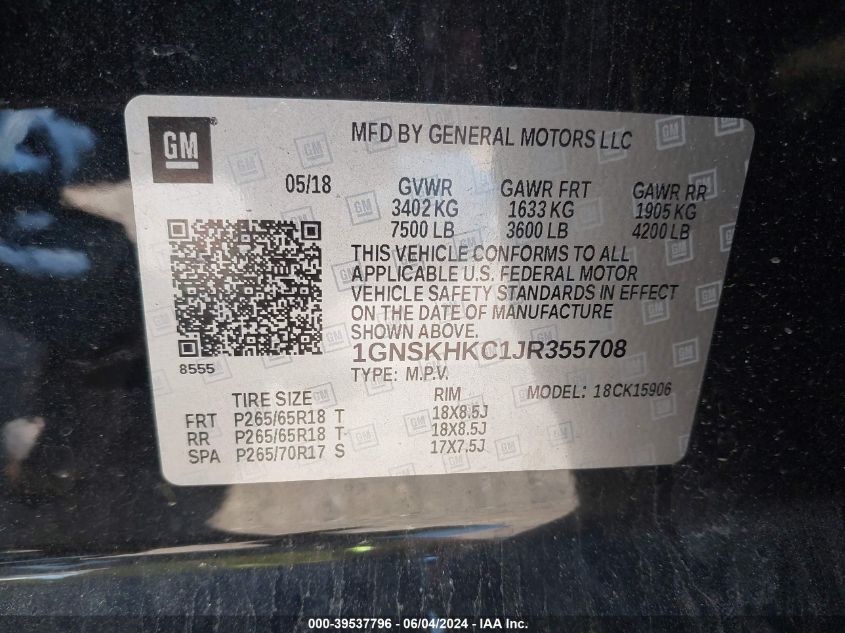 GM
MFD BY GENERAL MOTORS LLC
05/18
GVWR GAWR FRT GAWR RR
3402 KG 1633 KG 1905 KG
7500 LB 3600 LB 4200 LB
THIS VEHICLE CONFORMS TO ALL
APPLICABLE U.S. FEDERAL MOTOR
VEHICLE SAFETY STANDARDS IN EFFECT
ON THE DATE OF MANUFACTURE
SHOWN ABOVE.
8555
1GNSKHKC1JR355708
TYPE: M.P.V. MODEL: 18CK15906
TIRE SIZE RIM
FRT P265/65R18 T 18X8.5J
RR P265/65R18 T 18X8.5J
SPA P265/70R17 S 17X7.5J
000-39537796 - 06/04/2024 - IAA Inc.